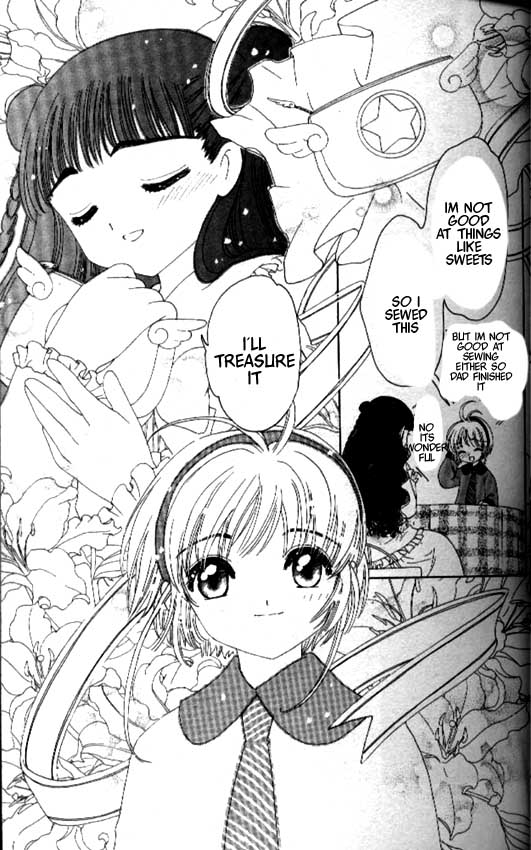 IM NOT
GOOD
AT THINGS
LIKE
SWEETS
SO I
SEWED
THIS
BUT IM NOT
GOOD AT
SEWING
EITHER SO
DAD FINISHED
IT
NO
ITS
WONDER
FUL
I'LL
TREASURE
IT